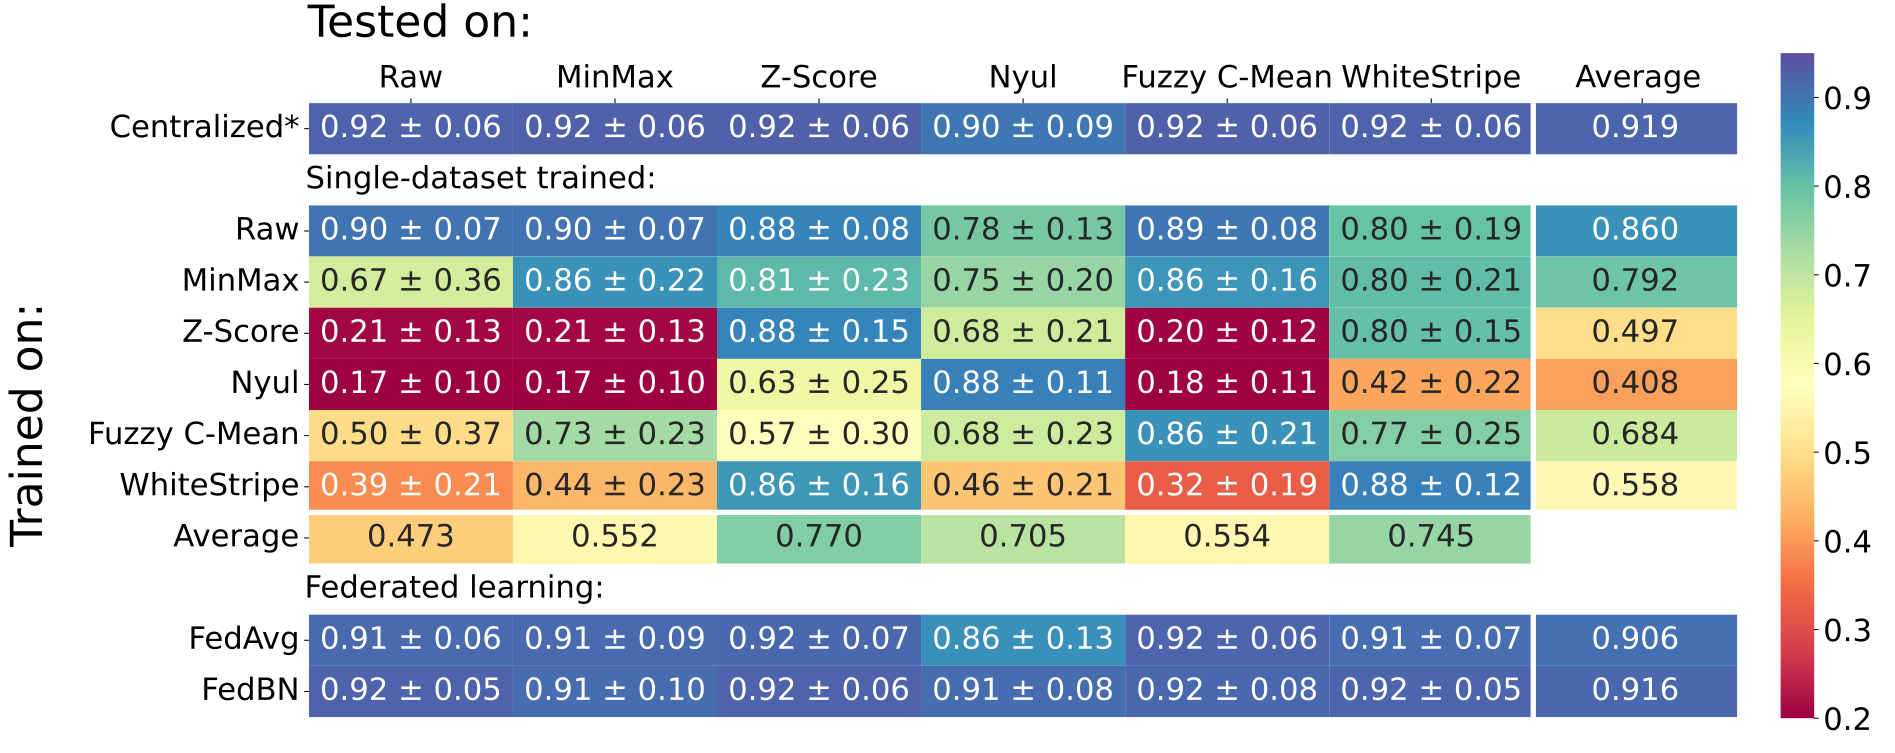 Tested on:
Raw MinMax Z-Score Nyul Fuzzy C-Mean WhiteStripe Average
Centralized* 0.92 ± 0.06 0.92 ± 0.06 0.92 ± 0.06 0.90 ± 0.09 0.92 ± 0.06 0.92 ± 0.06 0.919
Single-dataset trained:
Raw 0.90 ± 0.07 0.90 ± 0.07 0.88 ± 0.08 0.78 ± 0.13 0.89 ± 0.08 0.80 ± 0.19 0.860
MinMax 0.67 ± 0.36 0.86 ± 0.22 0.81 ± 0.23 0.75 ± 0.20 0.86 ± 0.16 0.80 ± 0.21 0.792
Z-Score 0.21 ± 0.13 0.21 ± 0.13 0.88 ± 0.15 0.68 ± 0.21 0.20 ± 0.12 0.80 ± 0.15 0.497
Nyul 0.17 ± 0.10 0.17 ± 0.10 0.63 ± 0.25 0.88 ± 0.11 0.18 ± 0.11 0.42 ± 0.22 0.408
Fuzzy C-Mean 0.50 ± 0.37 0.73 ± 0.23 0.57 ± 0.30 0.68 ± 0.23 0.86 ± 0.21 0.77 ± 0.25 0.684
WhiteStripe 0.39 ± 0.21 0.44 ± 0.23 0.86 ± 0.16 0.46 ± 0.21 0.32 ± 0.19 0.88 ± 0.12 0.558
Average 0.473 0.552 0.770 0.705 0.554 0.745
Federated learning:
FedAvg 0.91 ± 0.06 0.91 ± 0.09 0.92 ± 0.07 0.86 ± 0.13 0.92 ± 0.06 0.91 ± 0.07 0.906
FedBN 0.92 ± 0.05 0.91 ± 0.10 0.92 ± 0.06 0.91 ± 0.08 0.92 ± 0.08 0.92 ± 0.05 0.916
Trained on:
0.9
0.8
0.7
0.6
0.5
0.4
0.3
0.2